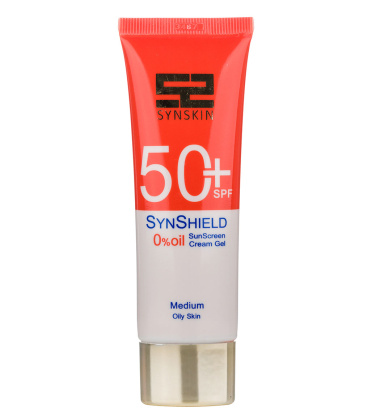 SYNSKIN
50+
SPF
SYNSHIELD
0%oil SunScreen
Cream Gel
Medium
Oily Skin